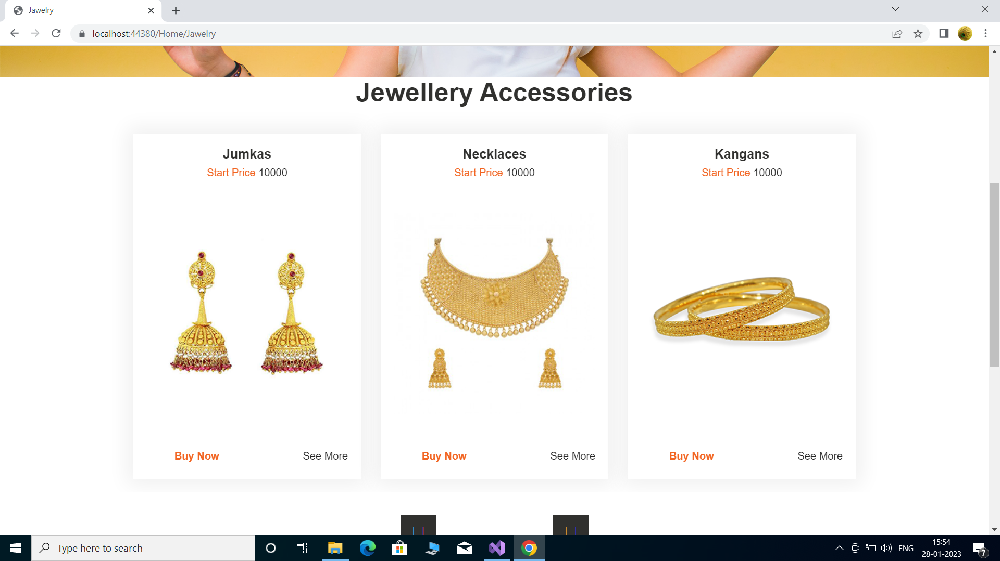 Jawelry
localhost:44380/Home/Jawelry
Jewellery Accessories
Jumkas
Start Price 10000
Necklaces
Start Price 10000
Kangans
Start Price 10000
Buy Now
See More
Buy Now
See More
Buy Now
See More
Type here to search
ENG
15:54
28-01-2023
7